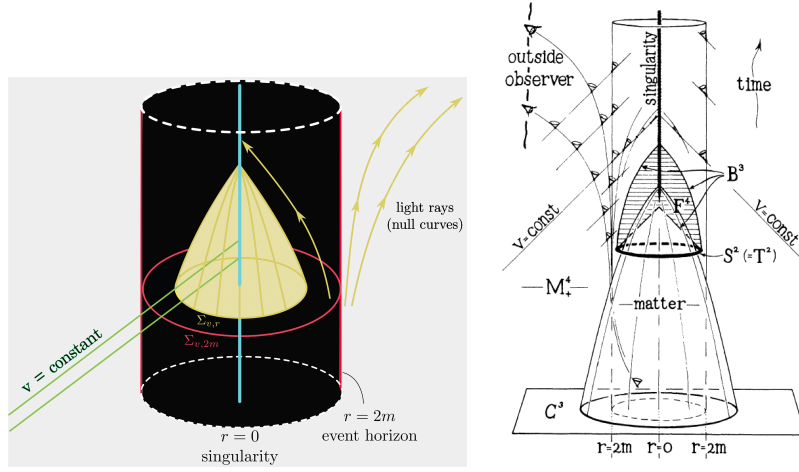 light rays
(null curves)
Σᵥ,ᵣ
Σᵥ,₂ₘ
v = constant
r = 2m
event horizon
r = 0
singularity
outside
observer
singularity
time
B³
F⁴
V=const
V=const
S² (=T²)
M⁴₊
matter
C³
r=2m
r=0
r=2m